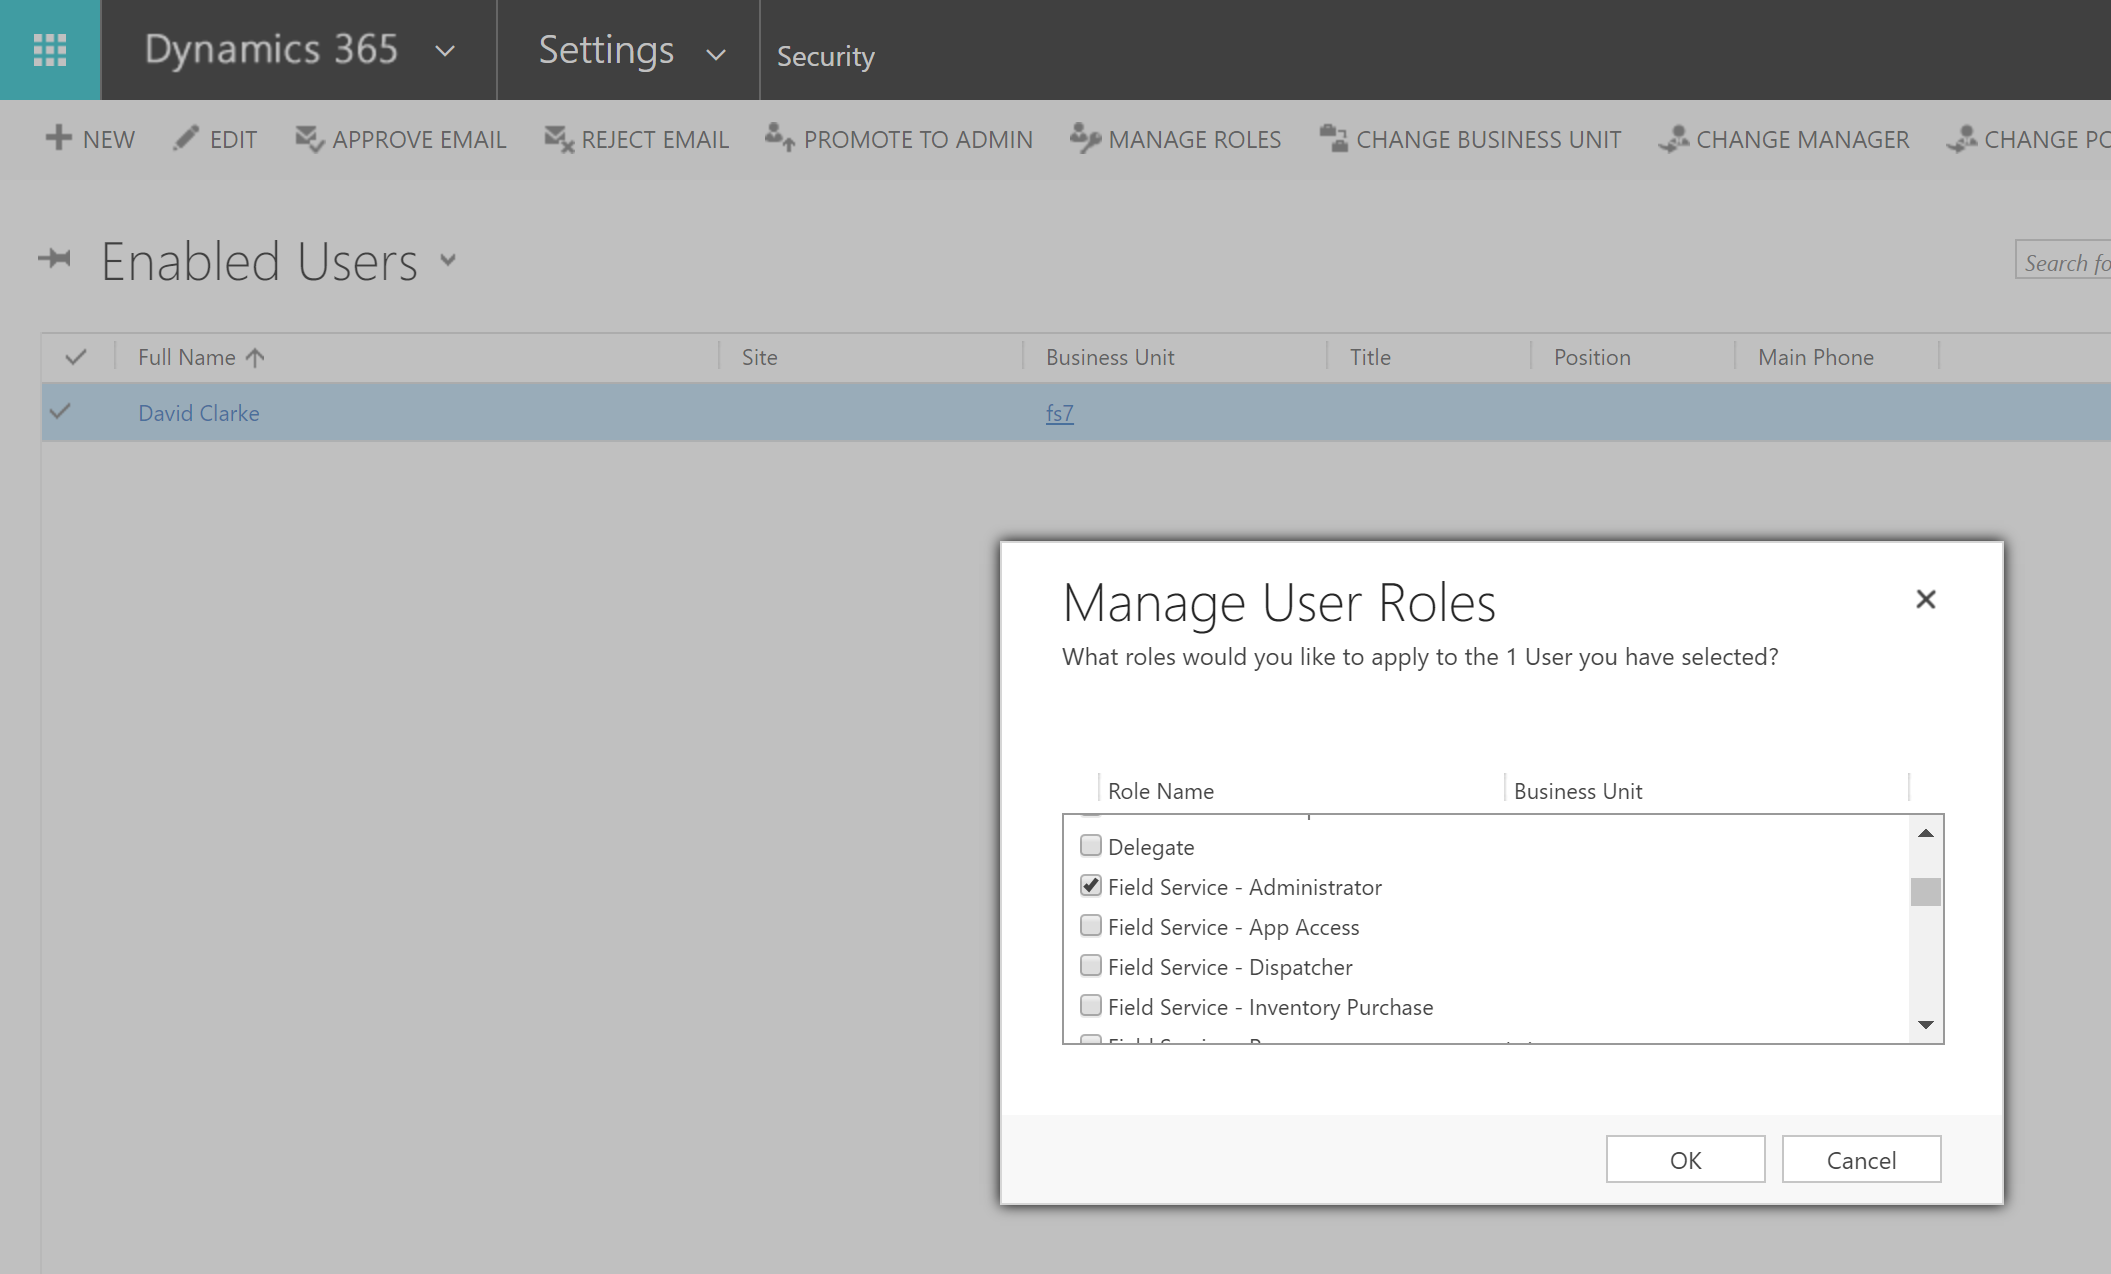 Dynamics 365 Settings Security
NEW EDIT APPROVE EMAIL REJECT EMAIL PROMOTE TO ADMIN MANAGE ROLES CHANGE BUSINESS UNIT CHANGE MANAGER CHANGE PO
Enabled Users
Search fo
Full Name Site Business Unit Title Position Main Phone
David Clarke fs7
Manage User Roles
What roles would you like to apply to the 1 User you have selected?
Role Name Business Unit
Delegate
Field Service - Administrator
Field Service - App Access
Field Service - Dispatcher
Field Service - Inventory Purchase
OK Cancel